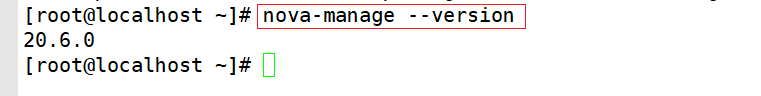 [root@localhost ~]# nova-manage --version
20.6.0
[root@localhost ~]#